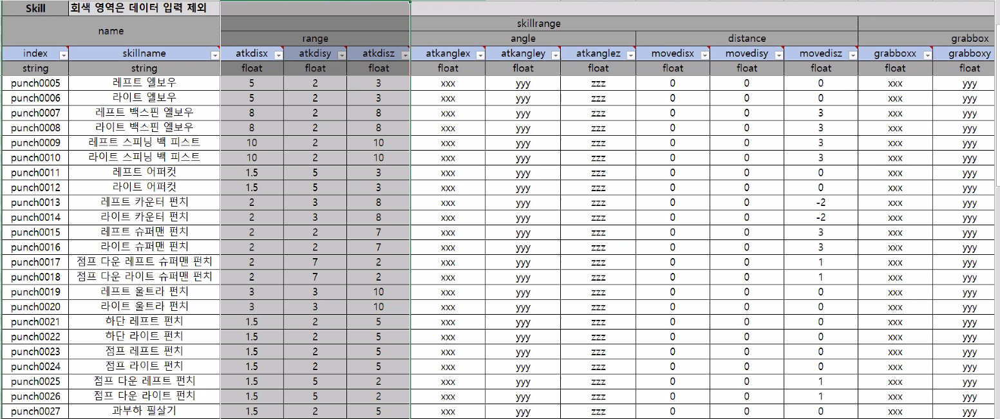 Skill 회색 영역은 데이터 입력 제외
skillrange
name range angle distance grabbox
index skillname atkdisx atkdisy atkdisz atkanglex atkangley atkanglez movedisx movedisy movedisz grabboxx grabboxy
string string float float float float float float float float float float float
punch0005 레프트 엘보우 5 2 3 xxx yyy zzz 0 0 0 xxx yyy
punch0006 라이트 엘보우 5 2 3 xxx yyy zzz 0 0 0 xxx yyy
punch0007 레프트 백스핀 엘보우 8 2 8 xxx yyy zzz 0 0 3 xxx yyy
punch0008 라이트 백스핀 엘보우 8 2 8 xxx yyy zzz 0 0 3 xxx yyy
punch0009 레프트 스피닝 백 피스트 10 2 10 xxx yyy zzz 0 0 3 xxx yyy
punch0010 라이트 스피닝 백 피스트 10 2 10 xxx yyy zzz 0 0 3 xxx yyy
punch0011 레프트 어퍼컷 1.5 5 3 xxx yyy zzz 0 0 0 xxx yyy
punch0012 라이트 어퍼컷 1.5 5 3 xxx yyy zzz 0 0 0 xxx yyy
punch0013 레프트 카운터 펀치 2 3 8 xxx yyy zzz 0 0 -2 xxx yyy
punch0014 라이트 카운터 펀치 2 3 8 xxx yyy zzz 0 0 -2 xxx yyy
punch0015 레프트 슈퍼맨 펀치 2 2 7 xxx yyy zzz 0 0 3 xxx yyy
punch0016 라이트 슈퍼맨 펀치 2 2 7 xxx yyy zzz 0 0 3 xxx yyy
punch0017 점프 다운 레프트 슈퍼맨 펀치 2 7 2 xxx yyy zzz 0 0 1 xxx yyy
punch0018 점프 다운 라이트 슈퍼맨 펀치 2 7 2 xxx yyy zzz 0 0 1 xxx yyy
punch0019 레프트 울트라 펀치 3 3 10 xxx yyy zzz 0 0 0 xxx yyy
punch0020 라이트 울트라 펀치 3 3 10 xxx yyy zzz 0 0 0 xxx yyy
punch0021 하단 레프트 펀치 1.5 2 5 xxx yyy zzz 0 0 0 xxx yyy
punch0022 하단 라이트 펀치 1.5 2 5 xxx yyy zzz 0 0 0 xxx yyy
punch0023 점프 레프트 펀치 1.5 2 5 xxx yyy zzz 0 0 0 xxx yyy
punch0024 점프 라이트 펀치 1.5 2 5 xxx yyy zzz 0 0 0 xxx yyy
punch0025 점프 다운 레프트 펀치 1.5 5 2 xxx yyy zzz 0 0 1 xxx yyy
punch0026 점프 다운 라이트 펀치 1.5 5 2 xxx yyy zzz 0 0 1 xxx yyy
punch0027 과부하 필살기 1.5 2 5 xxx yyy zzz 0 0 0 xxx yyy